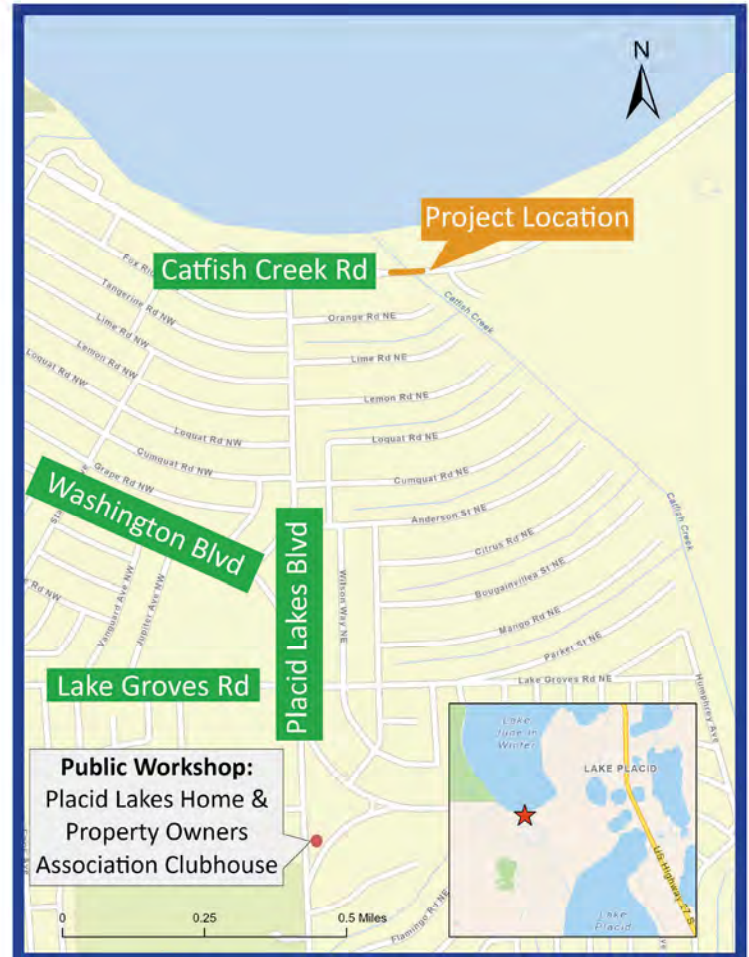 N
Project Location
Catfish Creek Rd
Catfish Creek
Tangerine Rd NW
Orange Rd NE
Lime Rd NW
Lime Rd NE
Lemon Rd NW
Lemon Rd NE
Loquat Rd NW
Loquat Rd NW
Loquat Rd NE
Cumquat Rd NW
Cumquat Rd NE
Grape Rd NW
Anderson St NE
Catfish Creek
Washington Blvd
Placid Lakes Blvd
Wilson Way NE
Citrus Rd NE
Bougainvillea St NE
Mango Rd NE
Parket St NE
Vanguard Ave NW
Jupiter Ave NW
Rd NW
Lake Groves Rd
Lake Groves Rd NE
Humphrey Ave
Public Workshop:
Placid Lakes Home &
Property Owners
Association Clubhouse
Flamingo Rd NE
0 0.25 0.5 Miles
Lake
June in
Winter
LAKE PLACID
US Highway 27 S
Lake
Placid